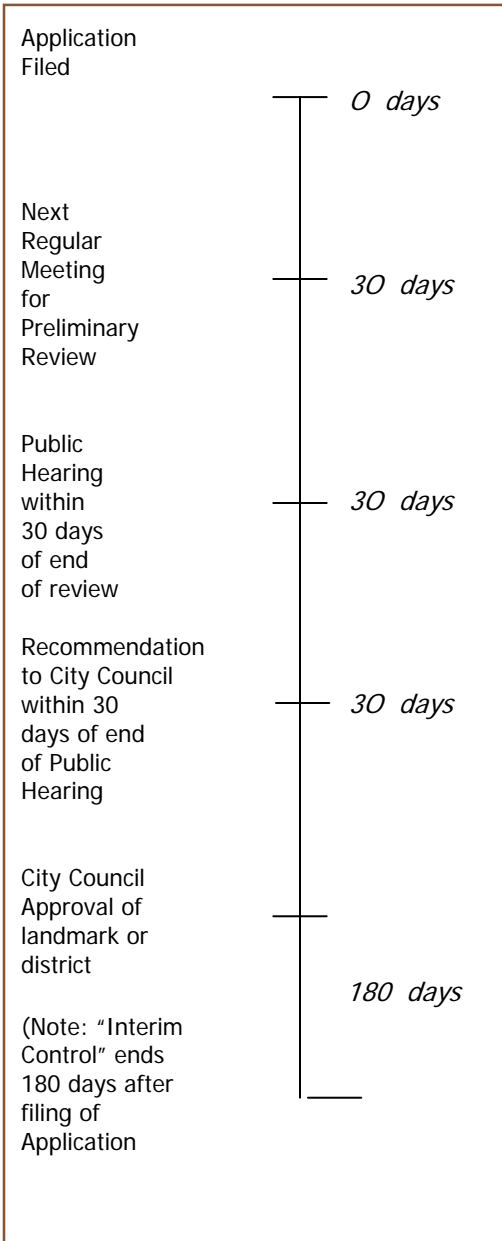 Application
Filed
0 days
Next
Regular
Meeting
for
Preliminary
Review
30 days
Public
Hearing
within
30 days
of end
of review
30 days
Recommendation
to City Council
within 30
days of end
of Public
Hearing
30 days
City Council
Approval of
landmark or
district
180 days
(Note: “Interim
Control” ends
180 days after
filing of
Application